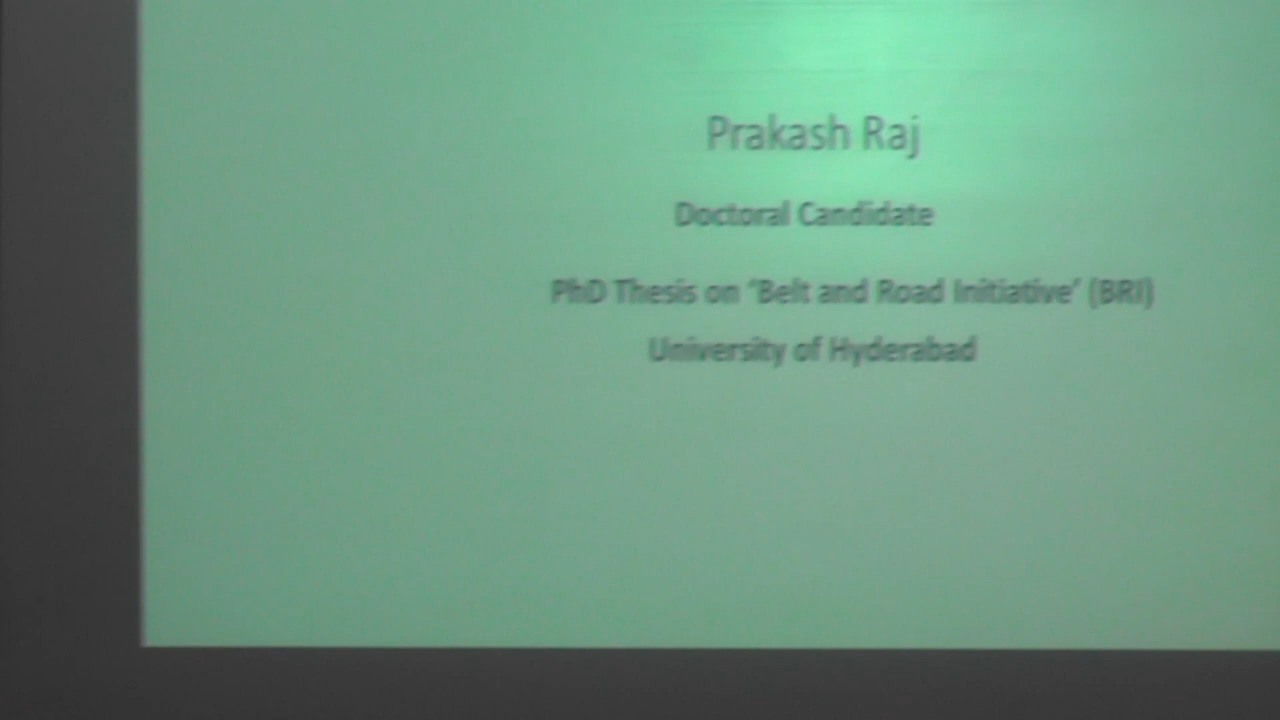 Prakash Raj
Doctoral Candidate
PhD Thesis on ‘Belt and Road Initiative’ (BRI)
University of Hyderabad